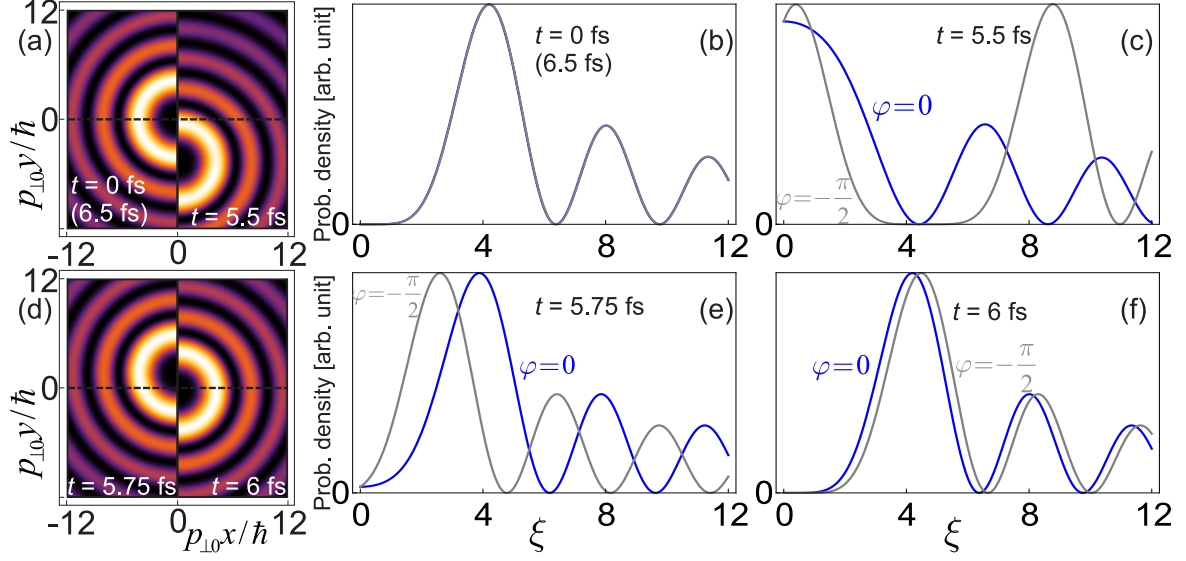 (a)
12
0
-12
0
12
p⊥0y/ħ
t = 0 fs
(6.5 fs)
t = 5.5 fs
(b)
Prob. density [arb. unit]
0
t = 0 fs
(6.5 fs)
0
4
8
12
ξ
(c)
0
t = 5.5 fs
φ=0
φ=-π/2
0
4
8
12
(d)
12
0
-12
0
12
p⊥0y/ħ
p⊥0x/ħ
t = 5.75 fs
t = 6 fs
(e)
Prob. density [arb. unit]
0
φ=-π/2
t = 5.75 fs
φ=0
0
4
8
12
ξ
(f)
0
t = 6 fs
φ=0
φ=-π/2
0
4
8
12
ξ